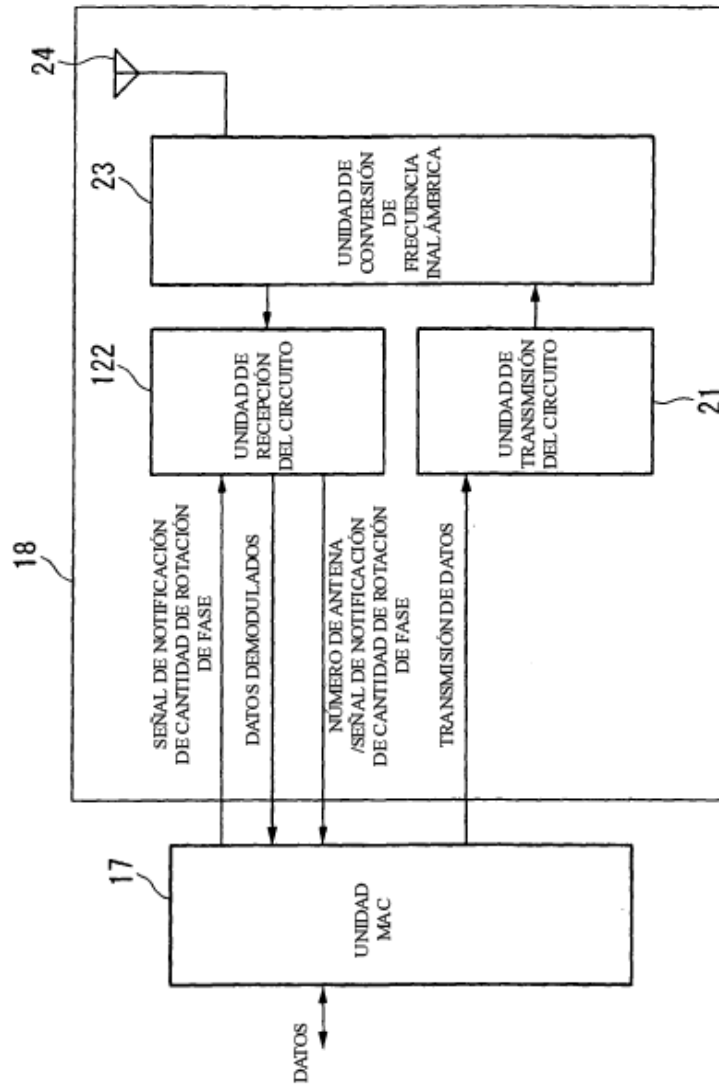 18
24
23
UNIDAD DE
CONVERSIÓN
DE
FRECUENCIA
INALÁMBRICA
122
UNIDAD DE
RECEPCIÓN
DEL CIRCUITO
21
UNIDAD DE
TRANSMISIÓN
DEL CIRCUITO
SEÑAL DE NOTIFICACIÓN
DE CANTIDAD DE ROTACIÓN
DE FASE
DATOS DEMODULADOS
NÚMERO DE ANTENA
/SEÑAL DE NOTIFICACIÓN
DE CANTIDAD DE ROTACIÓN
DE FASE
TRANSMISIÓN DE DATOS
17
UNIDAD
MAC
DATOS